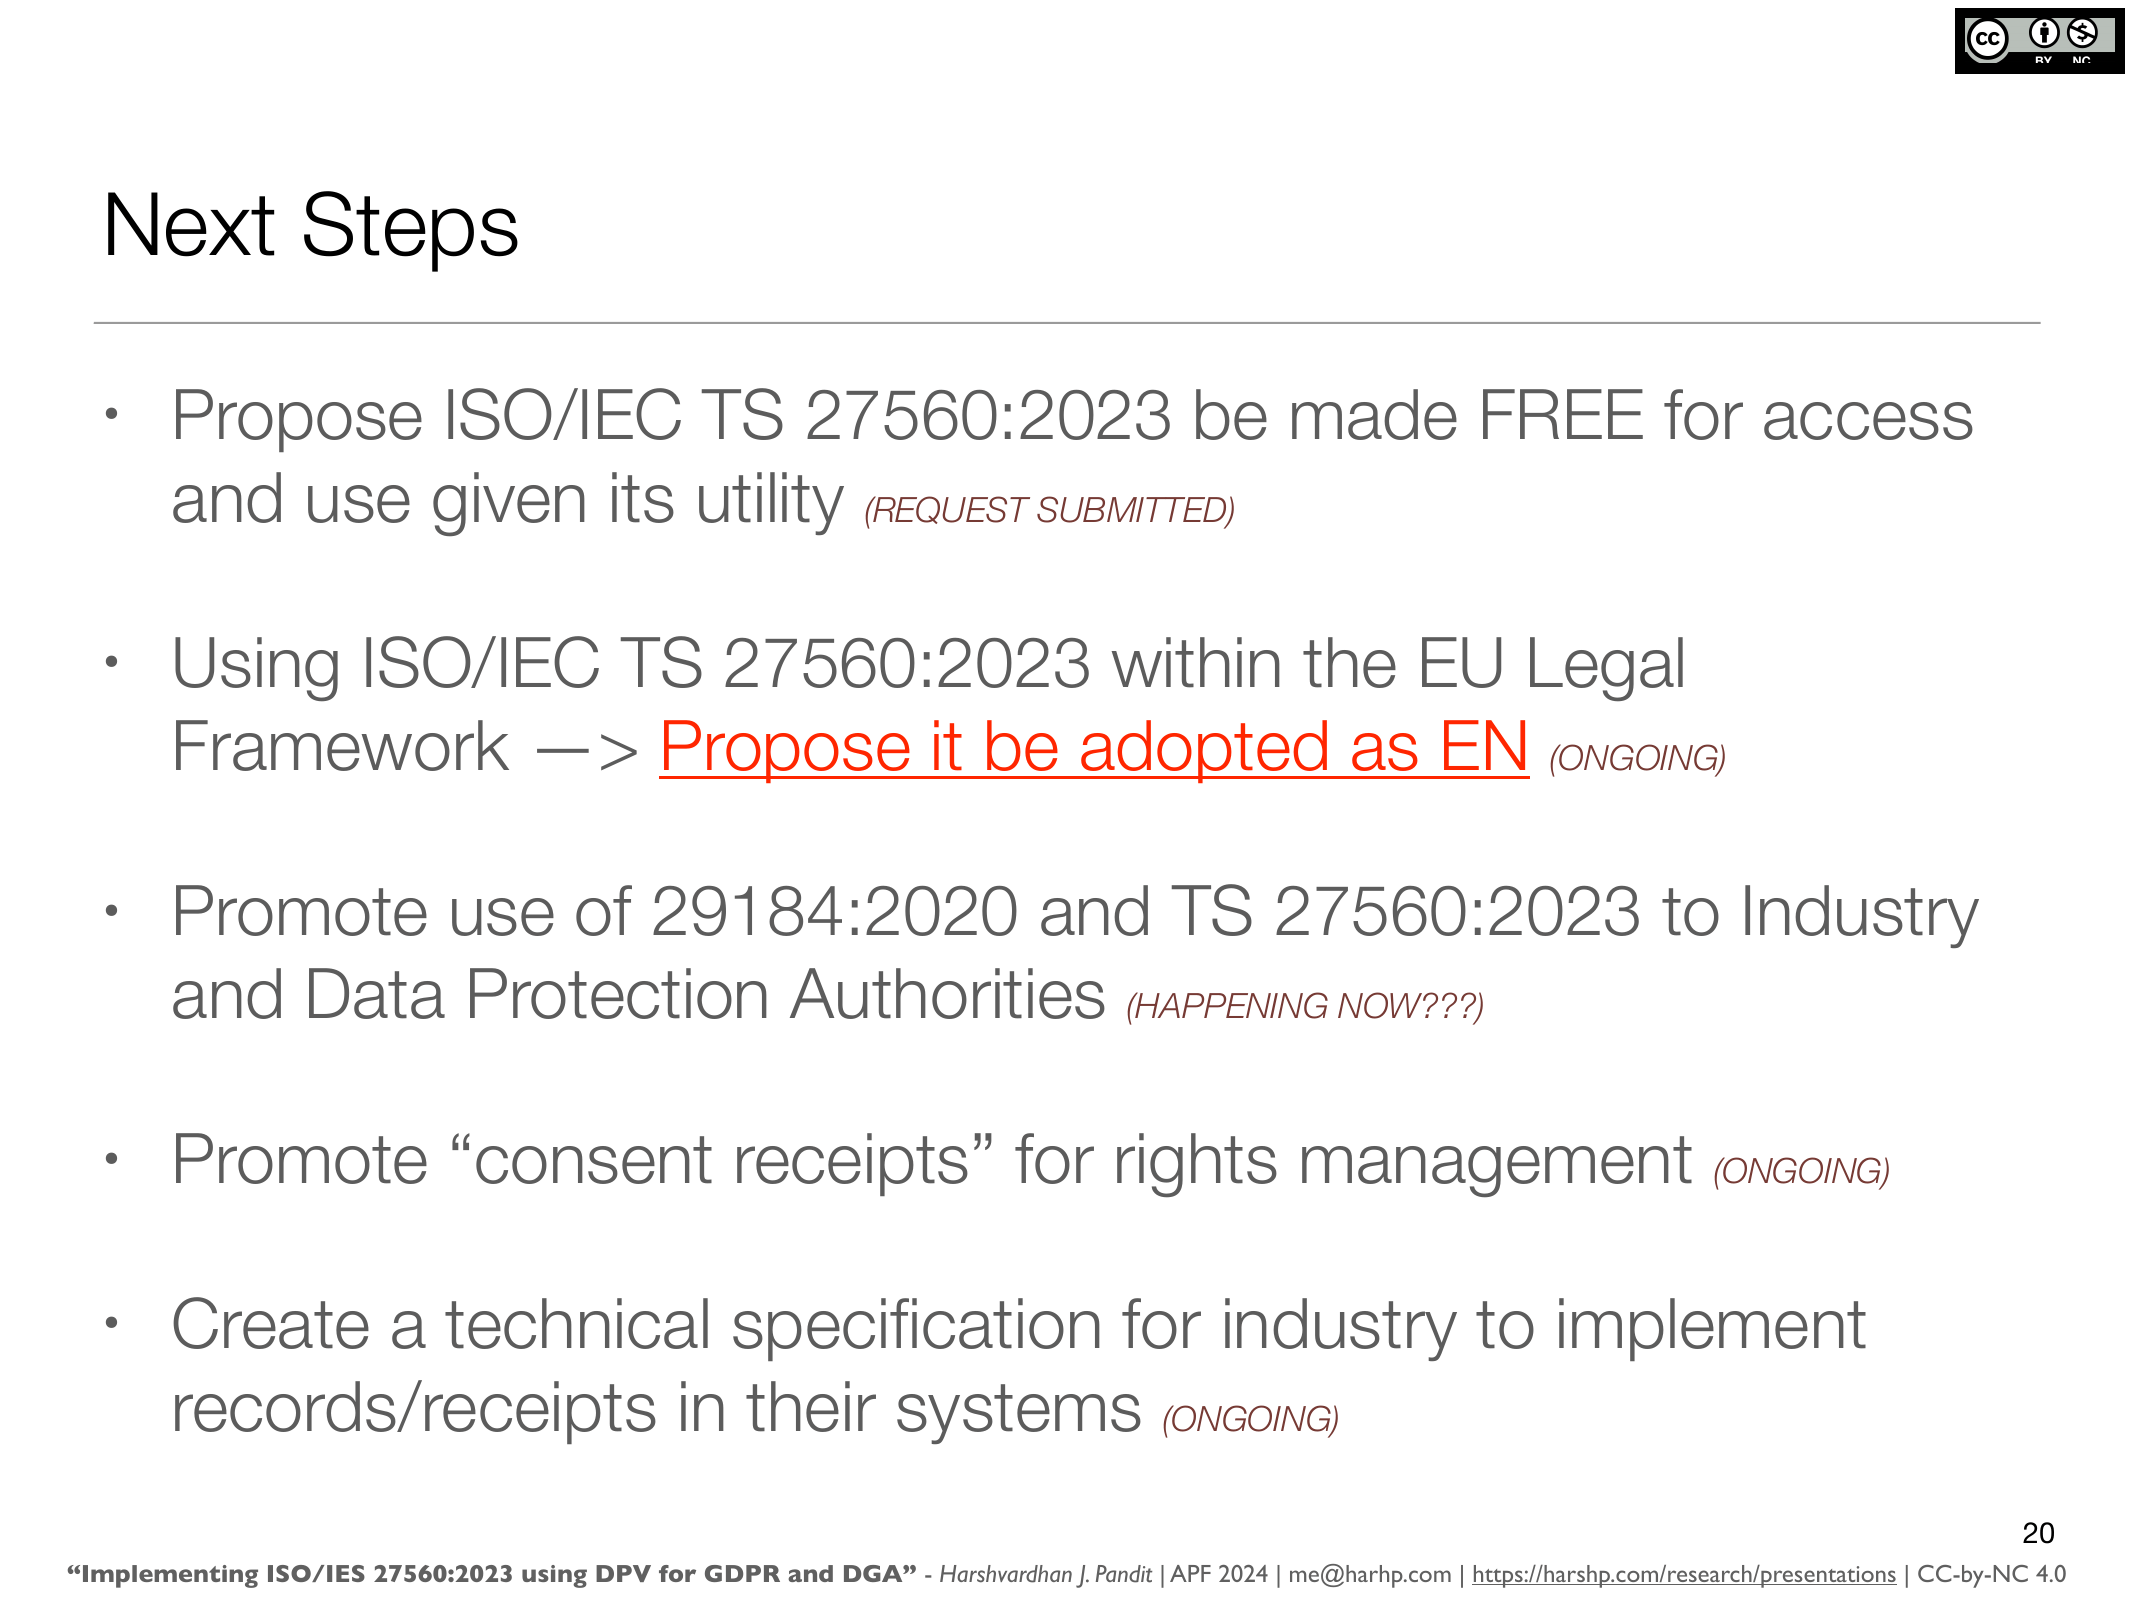 cc BY NC
Next Steps
• Propose ISO/IEC TS 27560:2023 be made FREE for access
and use given its utility (REQUEST SUBMITTED)
• Using ISO/IEC TS 27560:2023 within the EU Legal
Framework —> Propose it be adopted as EN (ONGOING)
• Promote use of 29184:2020 and TS 27560:2023 to Industry
and Data Protection Authorities (HAPPENING NOW???)
• Promote “consent receipts” for rights management (ONGOING)
• Create a technical specification for industry to implement
records/receipts in their systems (ONGOING)
20
“Implementing ISO/IES 27560:2023 using DPV for GDPR and DGA” - Harshvardhan J. Pandit | APF 2024 | me@harhp.com | https://harshp.com/research/presentations | CC-by-NC 4.0